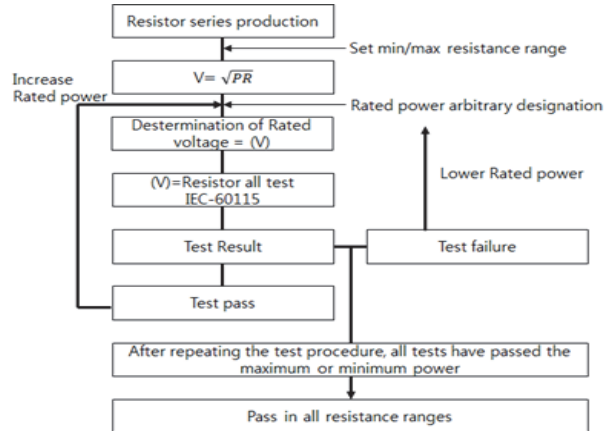 Resistor series production
Set min/max resistance range
Increase
Rated power
V= √PR
Rated power arbitrary designation
Destermination of Rated
voltage = (V)
Lower Rated power
(V)=Resistor all test
IEC-60115
Test Result
Test failure
Test pass
After repeating the test procedure, all tests have passed the
maximum or minimum power
Pass in all resistance ranges